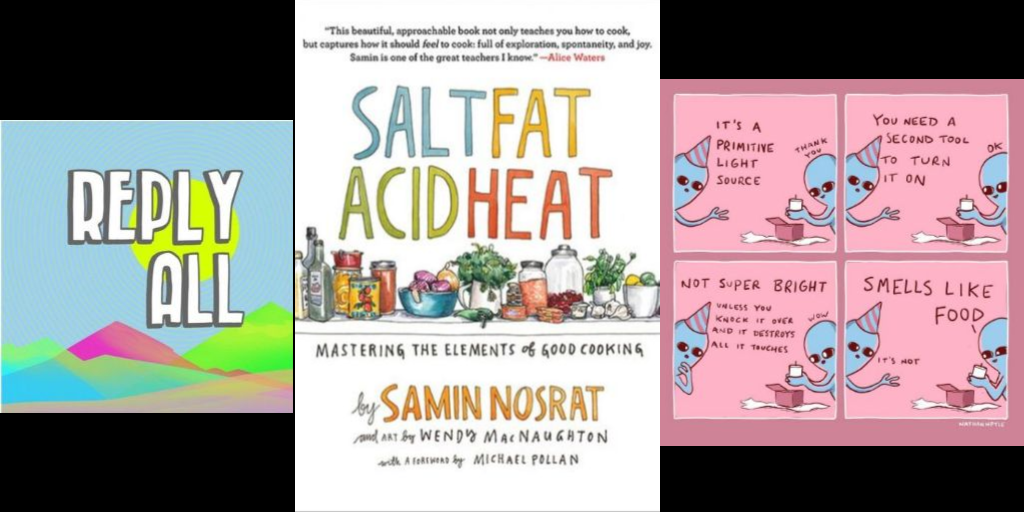 REPLY
ALL
"This beautiful, approachable book not only teaches you how to cook,
but captures how it should feel to cook: full of exploration, spontaneity, and joy.
Samin is one of the great teachers I know." —Alice Waters
SALT FAT
ACID HEAT
MASTERING THE ELEMENTS of GOOD COOKING
by SAMIN NOSRAT
and ART by WENDY MACNAUGHTON
with A FOREWORD by MICHAEL POLLAN
IT'S A
PRIMITIVE
LIGHT
SOURCE
THANK
YOU
YOU NEED A
SECOND TOOL
TO TURN
IT ON
OK
NOT SUPER BRIGHT
UNLESS YOU
KNOCK IT OVER
AND IT DESTROYS
ALL IT TOUCHES
WOW
SMELLS LIKE
FOOD
IT'S NOT
NATHAN W PYLE